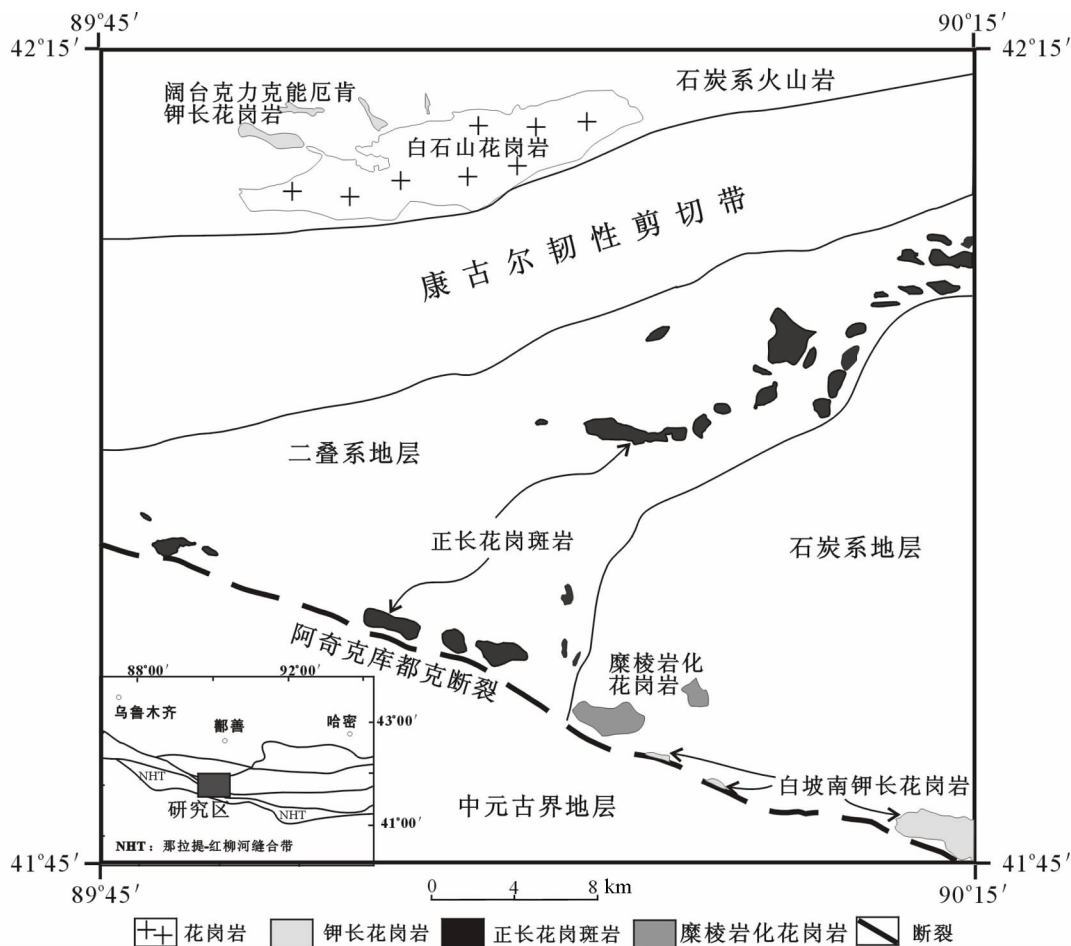 89°45′
90°15′
42°15′
42°15′
石炭系火山岩
阔台克力克能厄肯
钾长花岗岩
白石山花岗岩
康古尔韧性剪切带
二叠系地层
正长花岗斑岩
石炭系地层
阿奇克库都克断裂
糜棱岩化
花岗岩
白坡南钾长花岗岩
中元古界地层
88°00′
92°00′
乌鲁木齐
鄯善
哈密
43°00′
NHT
研究区
NHT
41°00′
NHT：那拉提-红柳河缝合带
41°45′
41°45′
89°45′
90°15′
0 4 8 km
花岗岩 钾长花岗岩 正长花岗斑岩 糜棱岩化花岗岩 断裂